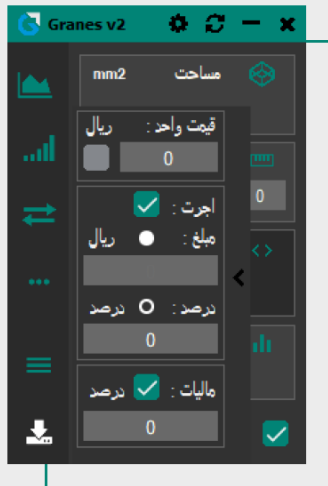 Granes v2
مساحت mm2
قیمت واحد : ریال
0
0
اجرت :
مبلغ : ریال
درصد : درصد
0
مالیات : درصد
0